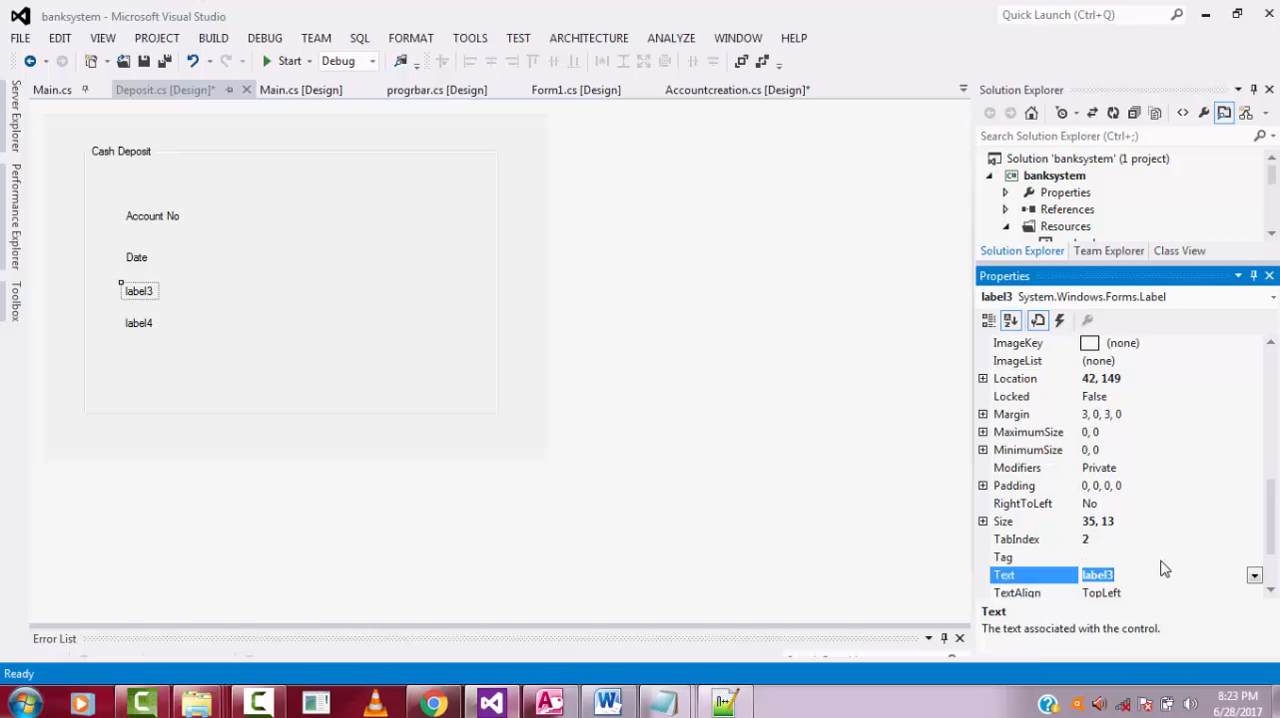 banksystem - Microsoft Visual Studio
Quick Launch (Ctrl+Q)
FILE EDIT VIEW PROJECT BUILD DEBUG TEAM SQL FORMAT TOOLS TEST ARCHITECTURE ANALYZE WINDOW HELP
Start Debug
Main.cs Deposit.cs [Design]* Main.cs [Design] progrbar.cs [Design] Form1.cs [Design] Accountcreation.cs [Design]*
Server Explorer
Performance Explorer
Toolbox
Cash Deposit
Account No
Date
label3
label4
Solution Explorer
Search Solution Explorer (Ctrl+;)
Solution 'banksystem' (1 project)
C#
banksystem
Properties
References
Resources
Solution Explorer Team Explorer Class View
Properties
label3 System.Windows.Forms.Label
ImageKey (none)
ImageList (none)
Location 42, 149
Locked False
Margin 3, 0, 3, 0
MaximumSize 0, 0
MinimumSize 0, 0
Modifiers Private
Padding 0, 0, 0, 0
RightToLeft No
Size 35, 13
TabIndex 2
Tag
Text label3
TextAlign TopLeft
Text
The text associated with the control.
Error List
Ready
8:23 PM
6/28/2017